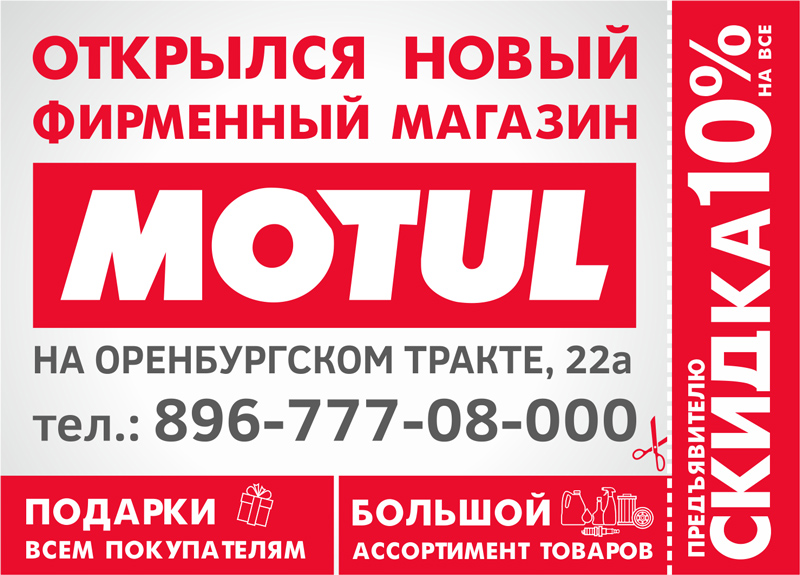 ОТКРЫЛСЯ НОВЫЙ
ФИРМЕННЫЙ МАГАЗИН
MOTUL
НА ОРЕНБУРГСКОМ ТРАКТЕ, 22а
тел.: 896-777-08-000
ПОДАРКИ
ВСЕМ ПОКУПАТЕЛЯМ
БОЛЬШОЙ
АССОРТИМЕНТ ТОВАРОВ
ПРЕДЪЯВИТЕЛЮ
СКИДКА 10%
НА ВСЕ